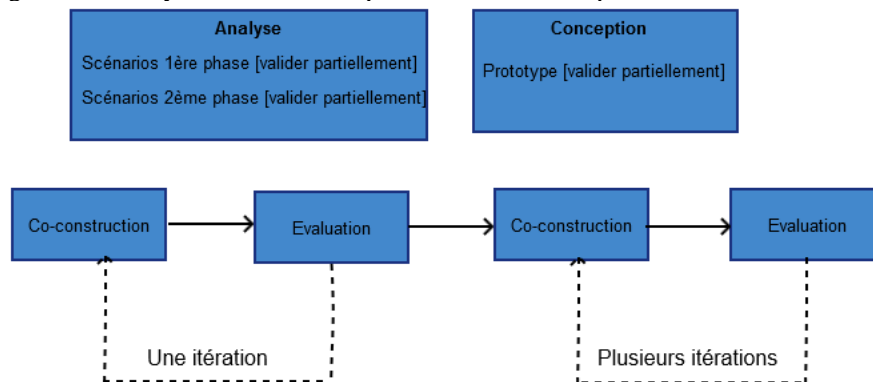 Analyse
Scénarios 1ère phase [valider partiellement]
Scénarios 2ème phase [valider partiellement]
Conception
Prototype [valider partiellement]
Co-construction
Evaluation
Co-construction
Evaluation
Une itération
Plusieurs itérations